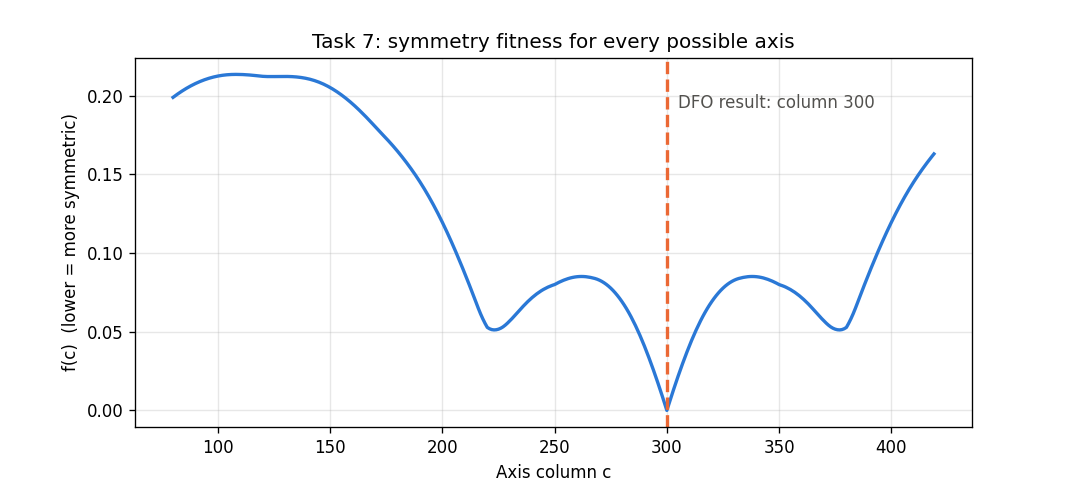 Task 7: symmetry fitness for every possible axis
f(c)  (lower = more symmetric)
0.20
0.15
0.10
0.05
0.00
DFO result: column 300
100 150 200 250 300 350 400
Axis column c